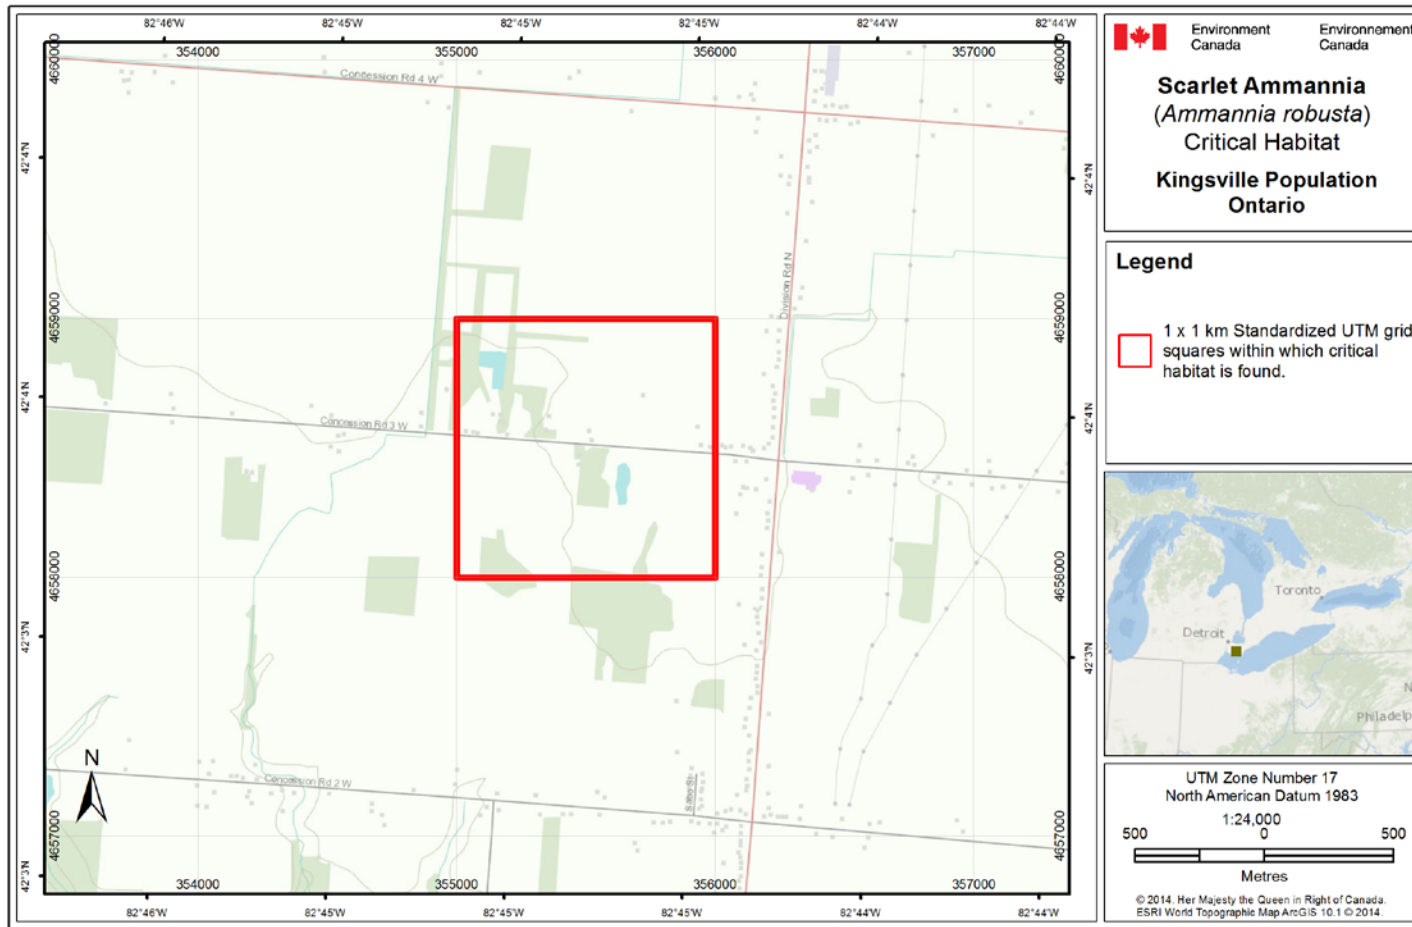 82°46'W 82°45'W 82°45'W 82°45'W 82°44'W 82°44'W
354000 355000 356000 357000
4660000 4660000
Concession Rd 4 W
42°4'N 42°4'N
Division Rd N
4659000 4659000
42°4'N 42°4'N
Concession Rd 3 W
4658000 4658000
42°3'N 42°3'N
N
Concession Rd 2 W
4657000 4657000
42°3'N
354000 355000 356000 357000
82°46'W 82°45'W 82°45'W 82°45'W 82°44'W 82°44'W
Environment Environnement
Canada Canada
Scarlet Ammannia
(Ammannia robusta)
Critical Habitat
Kingsville Population
Ontario
Legend
1 x 1 km Standardized UTM grid
squares within which critical
habitat is found.
Toronto
Detroit
N
Philadelp
UTM Zone Number 17
North American Datum 1983
1:24,000
500 0 500
Metres
© 2014. Her Majesty the Queen in Right of Canada.
ESRI World Topographic Map ArcGIS 10.1 © 2014.